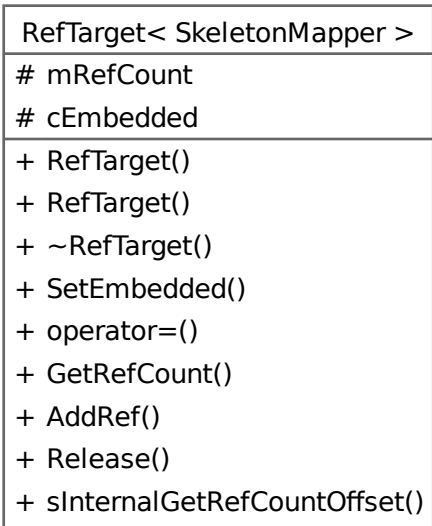 RefTarget< SkeletonMapper >
# mRefCount
# cEmbedded
+ RefTarget()
+ RefTarget()
+ ~RefTarget()
+ SetEmbedded()
+ operator=()
+ GetRefCount()
+ AddRef()
+ Release()
+ sInternalGetRefCountOffset()